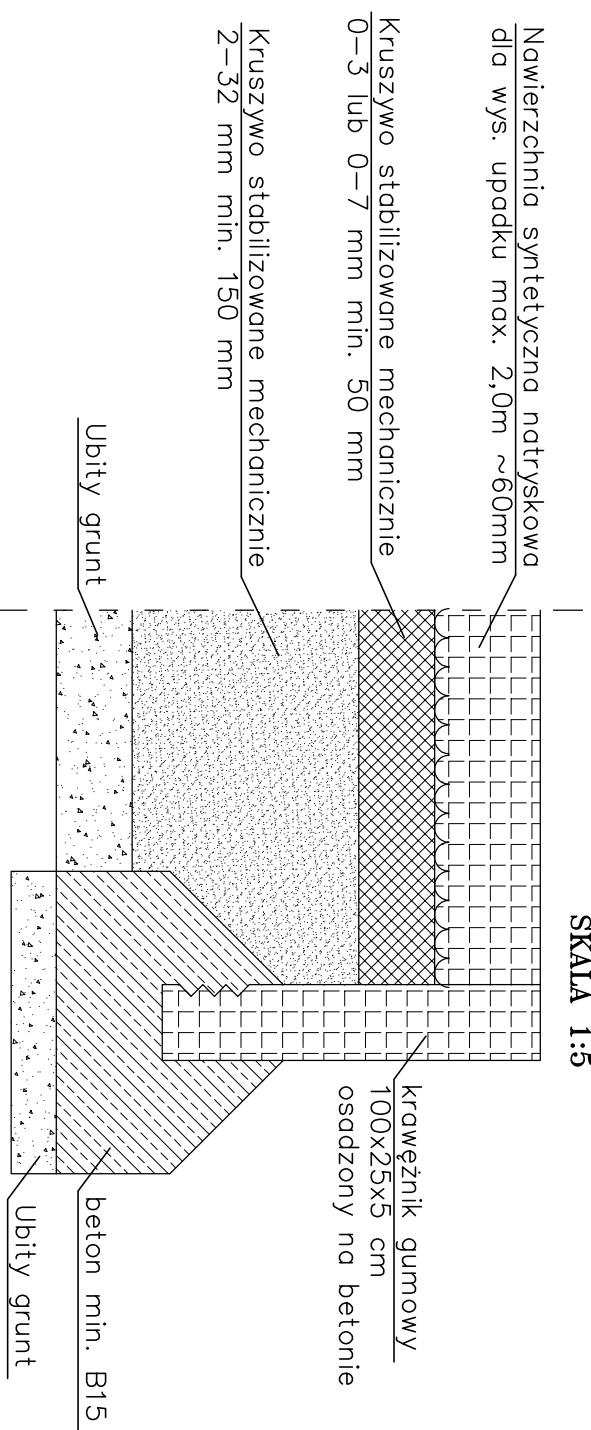 SKALA 1:5
Nawierzchnia syntetyczna natryskowa
dla wys. upadku max. 2,0m ~60mm
Kruszywo stabilizowane mechanicznie
0-3 lub 0-7 mm min. 50 mm
Kruszywo stabilizowane mechanicznie
2-32 mm min. 150 mm
Ubity grunt
krawężnik gumowy
100x25x5 cm
osadzony na betonie
beton min. B15
Ubity grunt